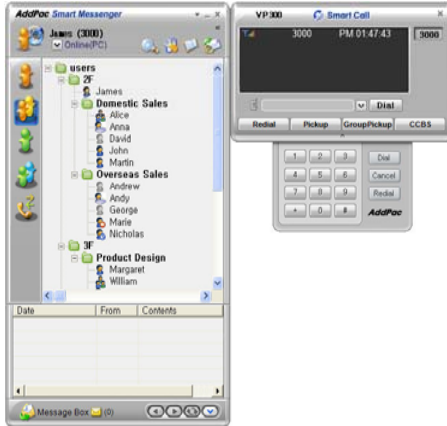 AddPac Smart Messenger
James (3000)
Online(PC)
users
2F
James
Domestic Sales
Alice
Anna
David
John
Martin
Overseas Sales
Andrew
Andy
George
Marie
Nicholas
3F
Product Design
Margaret
William
Date From Contents
Message Box (0)
VP300 Smart Call
3000 PM 01:47:43
3000
Dial
Redial Pickup GroupPickup CCBS
1 2 3 Dial
4 5 6 Cancel
7 8 9 Redial
* 0 # AddPac